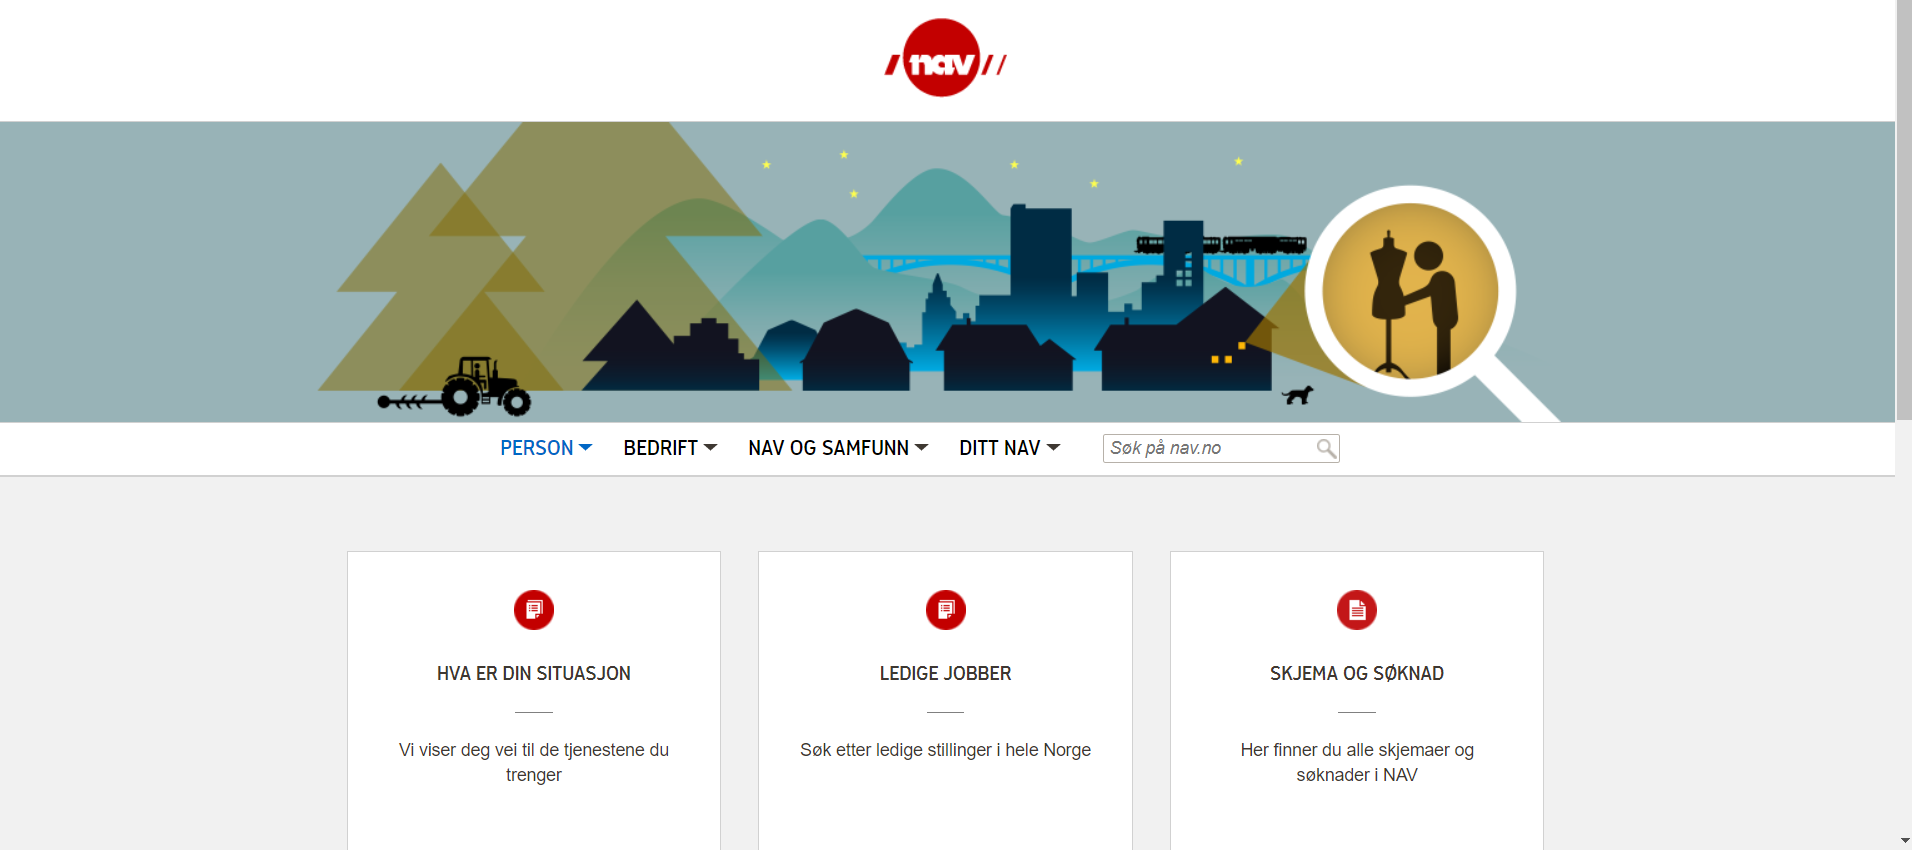 nav
PERSON BEDRIFT NAV OG SAMFUNN DITT NAV Søk på nav.no
HVA ER DIN SITUASJON
Vi viser deg vei til de tjenestene du
trenger
LEDIGE JOBBER
Søk etter ledige stillinger i hele Norge
SKJEMA OG SØKNAD
Her finner du alle skjemaer og
søknader i NAV